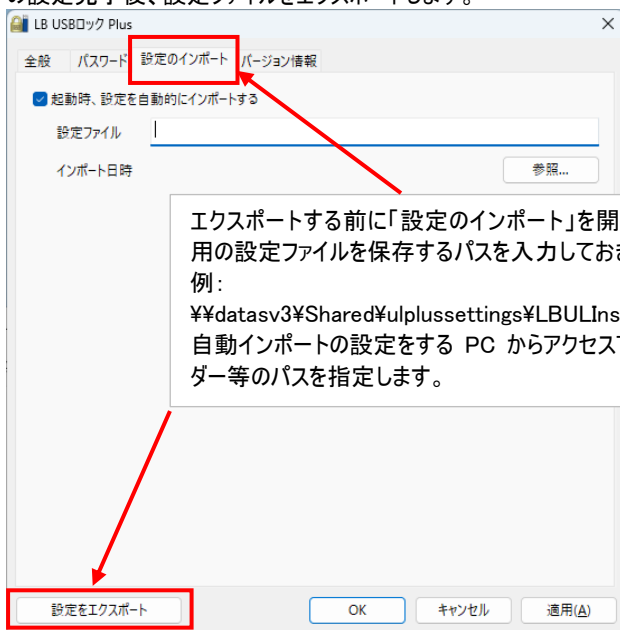 の設定完了後、設定ファイルをエクスポートします。
LB USBロック Plus
全般 パスワード 設定のインポート バージョン情報
起動時、設定を自動的にインポートする
設定ファイル
インポート日時
参照...
エクスポートする前に「設定のインポート」を開
用の設定ファイルを保存するパスを入力してお
例：
¥¥datasv3¥Shared¥ulplussettings¥LBULIns
自動インポートの設定をする PC からアクセス
ダー等のパスを指定します。
設定をエクスポート
OK キャンセル 適用(A)